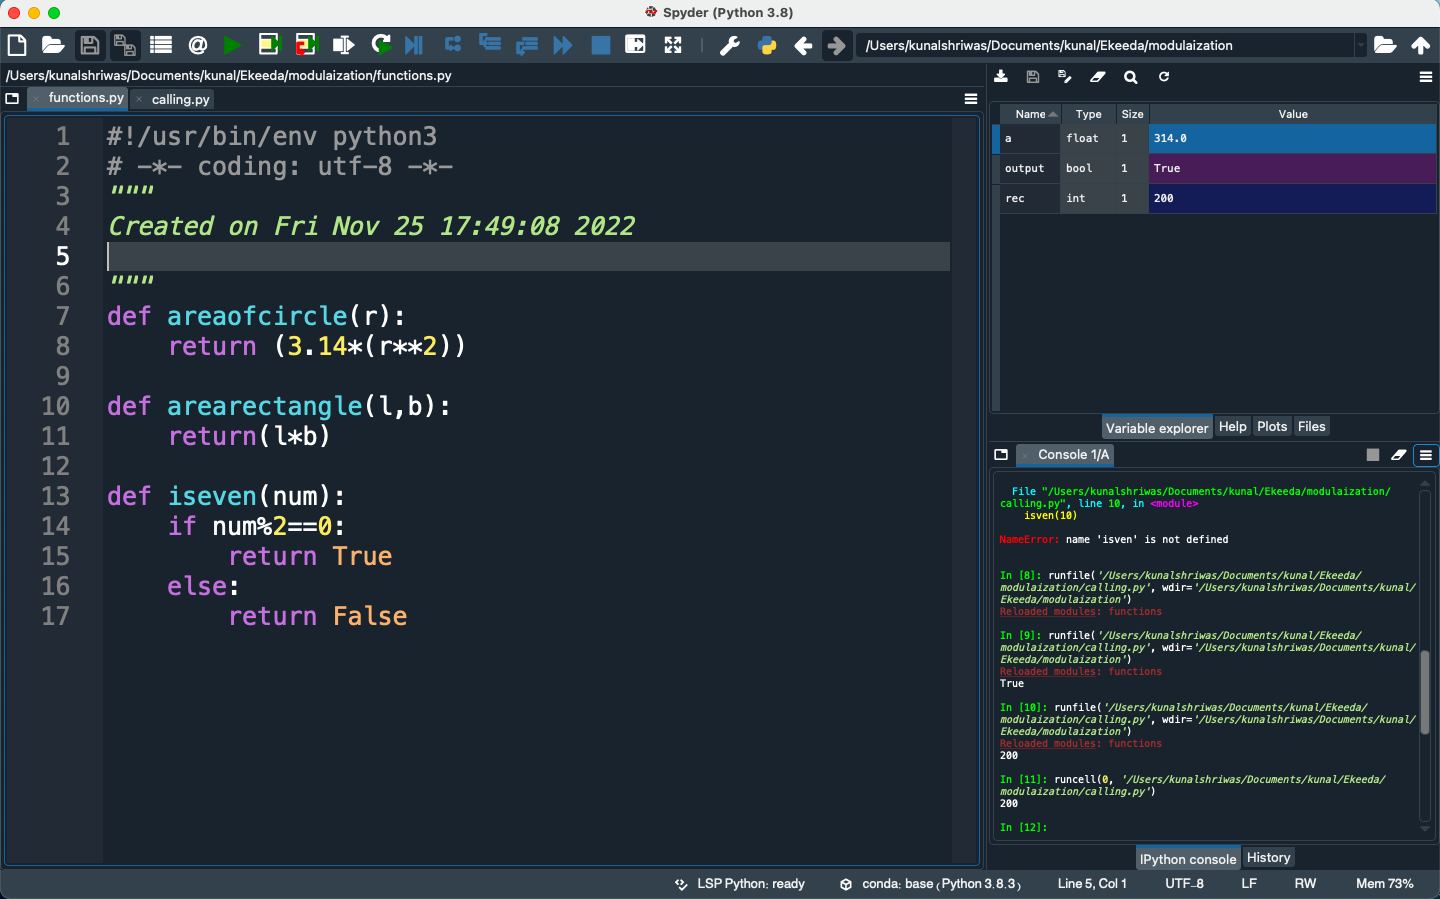 Spyder (Python 3.8)
/Users/kunalshriwas/Documents/kunal/Ekeeda/modulaization
/Users/kunalshriwas/Documents/kunal/Ekeeda/modulaization/functions.py
functions.py
calling.py
1 #!/usr/bin/env python3
2 # -*- coding: utf-8 -*-
3 """
4 Created on Fri Nov 25 17:49:08 2022
5
6 """
7 def areaofcircle(r):
8     return (3.14*(r**2))
9
10 def arearectangle(l,b):
11     return(l*b)
12
13 def iseven(num):
14     if num%2==0:
15         return True
16     else:
17         return False
Name Type Size Value
a float 1 314.0
output bool 1 True
rec int 1 200
Variable explorer Help Plots Files
Console 1/A
  File "/Users/kunalshriwas/Documents/kunal/Ekeeda/modulaization/
calling.py", line 10, in <module>
    isven(10)
NameError: name 'isven' is not defined
In [8]: runfile('/Users/kunalshriwas/Documents/kunal/Ekeeda/
modulaization/calling.py', wdir='/Users/kunalshriwas/Documents/kunal/
Ekeeda/modulaization')
Reloaded modules: functions
In [9]: runfile('/Users/kunalshriwas/Documents/kunal/Ekeeda/
modulaization/calling.py', wdir='/Users/kunalshriwas/Documents/kunal/
Ekeeda/modulaization')
Reloaded modules: functions
True
In [10]: runfile('/Users/kunalshriwas/Documents/kunal/Ekeeda/
modulaization/calling.py', wdir='/Users/kunalshriwas/Documents/kunal/
Ekeeda/modulaization')
Reloaded modules: functions
200
In [11]: runcell(0, '/Users/kunalshriwas/Documents/kunal/Ekeeda/
modulaization/calling.py')
200
In [12]:
IPython console History
LSP Python: ready conda: base (Python 3.8.3) Line 5, Col 1 UTF-8 LF RW Mem 73%